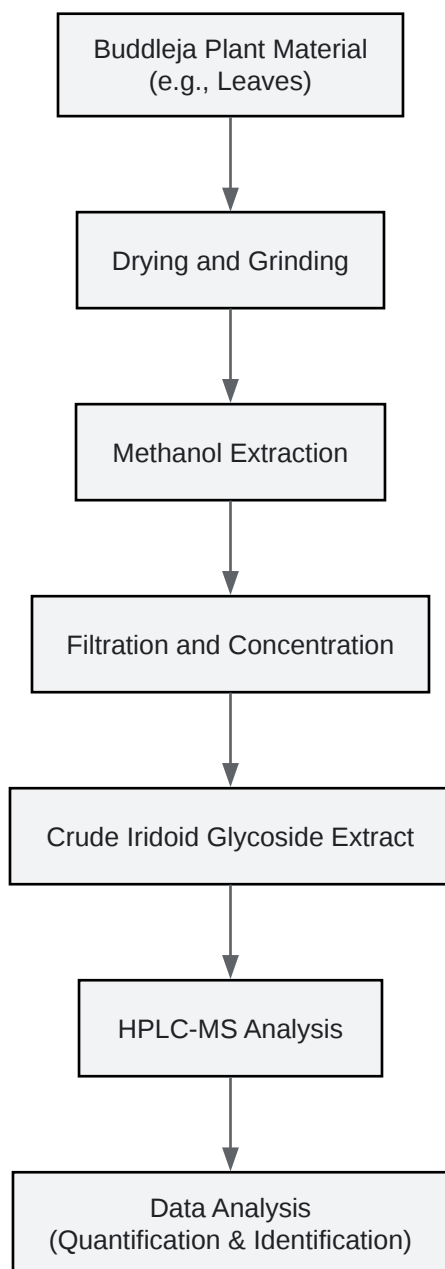 Buddleja Plant Material
(e.g., Leaves)
Drying and Grinding
Methanol Extraction
Filtration and Concentration
Crude Iridoid Glycoside Extract
HPLC-MS Analysis
Data Analysis
(Quantification & Identification)